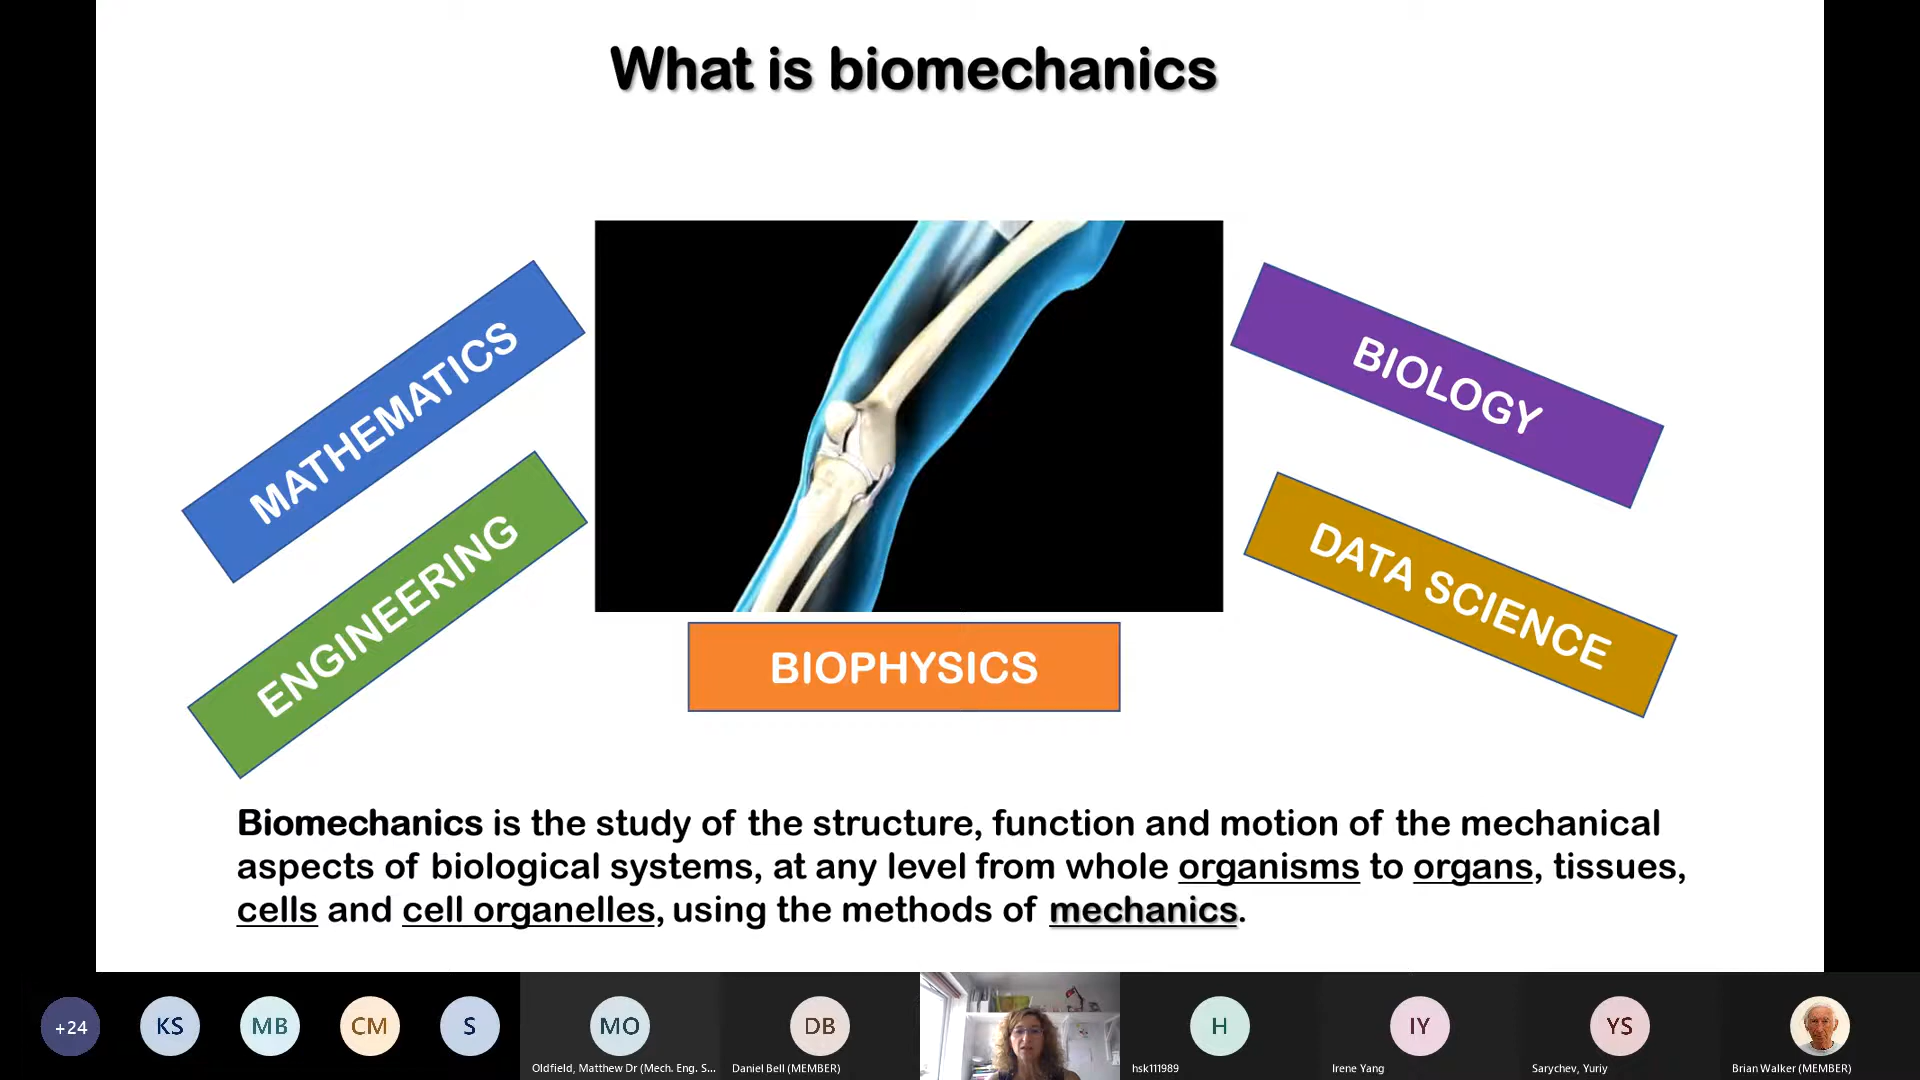 What is biomechanics
MATHEMATICS
BIOLOGY
ENGINEERING
DATA SCIENCE
BIOPHYSICS
Biomechanics is the study of the structure, function and motion of the mechanical
aspects of biological systems, at any level from whole organisms to organs, tissues,
cells and cell organelles, using the methods of mechanics.
+24
KS
MB
CM
S
MO
DB
H
IY
YS
Oldfield, Matthew Dr (Mech. Eng. S...
Daniel Bell (MEMBER)
hsk111989
Irene Yang
Sarychev, Yuriy
Brian Walker (MEMBER)